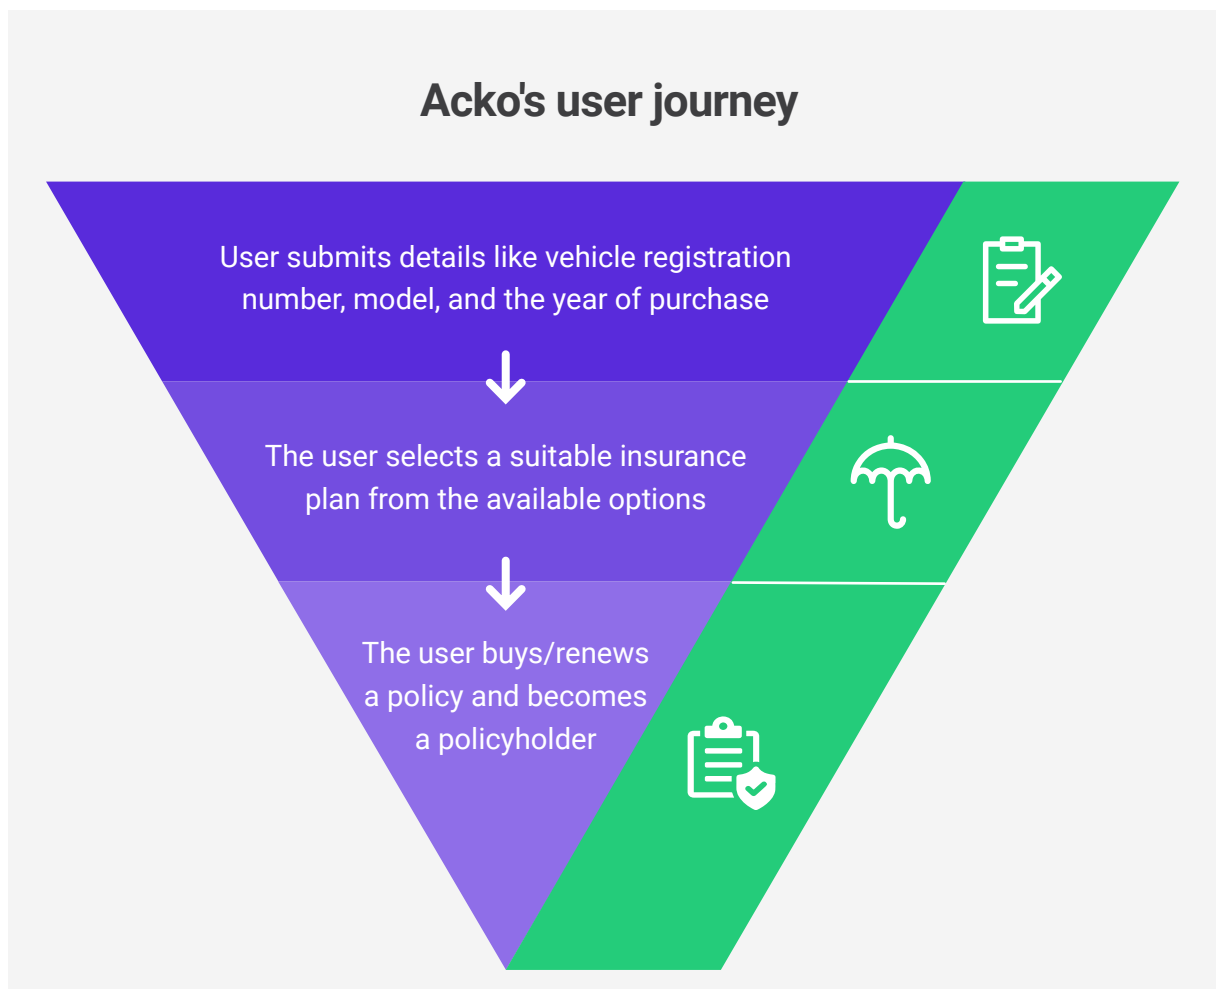 Acko's user journey
User submits details like vehicle registration
number, model, and the year of purchase
The user selects a suitable insurance
plan from the available options
The user buys/renews
a policy and becomes
a policyholder